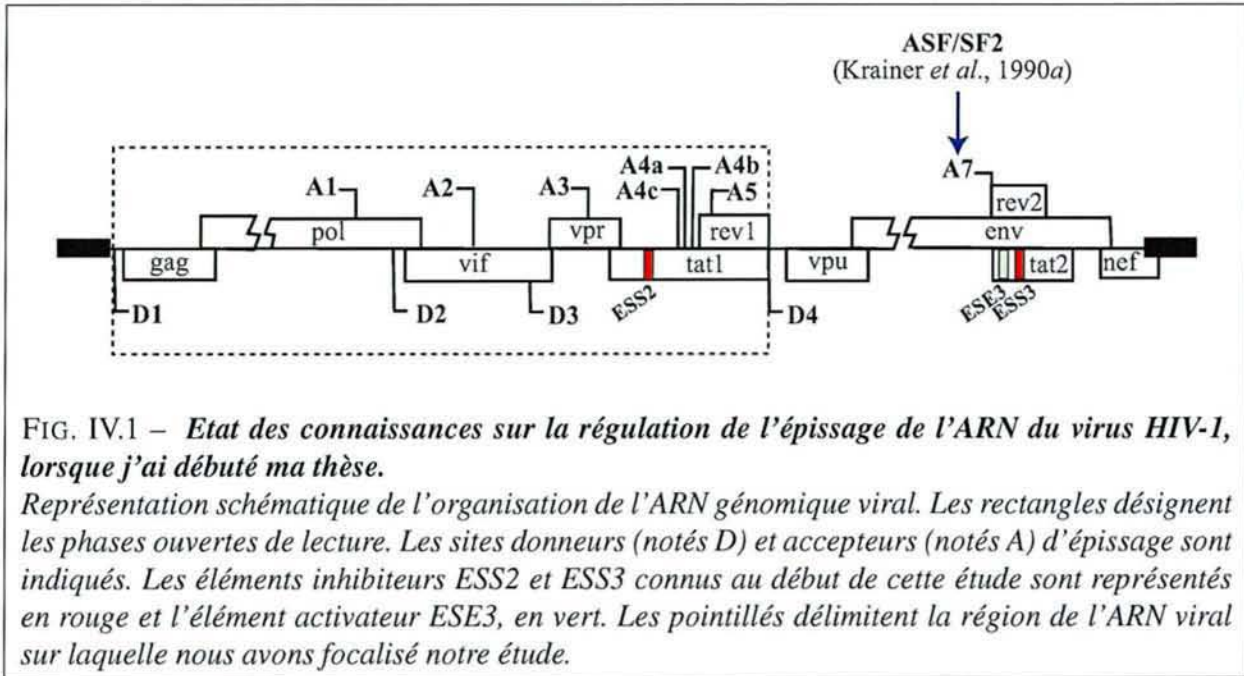 ASF/SF2
(Krainer et al., 1990a)
A4a A4b
A1 A2 A3 A4c A5 A7
rev2
pol vpr rev1 env
gag vif tat1 vpu tat2 nef
ESS2 ESE3 ESS3
D1 D2 D3 D4
FIG. IV.1 – Etat des connaissances sur la régulation de l'épissage de l'ARN du virus HIV-1,
lorsque j'ai débuté ma thèse.
Représentation schématique de l'organisation de l'ARN génomique viral. Les rectangles désignent
les phases ouvertes de lecture. Les sites donneurs (notés D) et accepteurs (notés A) d'épissage sont
indiqués. Les éléments inhibiteurs ESS2 et ESS3 connus au début de cette étude sont représentés
en rouge et l'élément activateur ESE3, en vert. Les pointillés délimitent la région de l'ARN viral
sur laquelle nous avons focalisé notre étude.